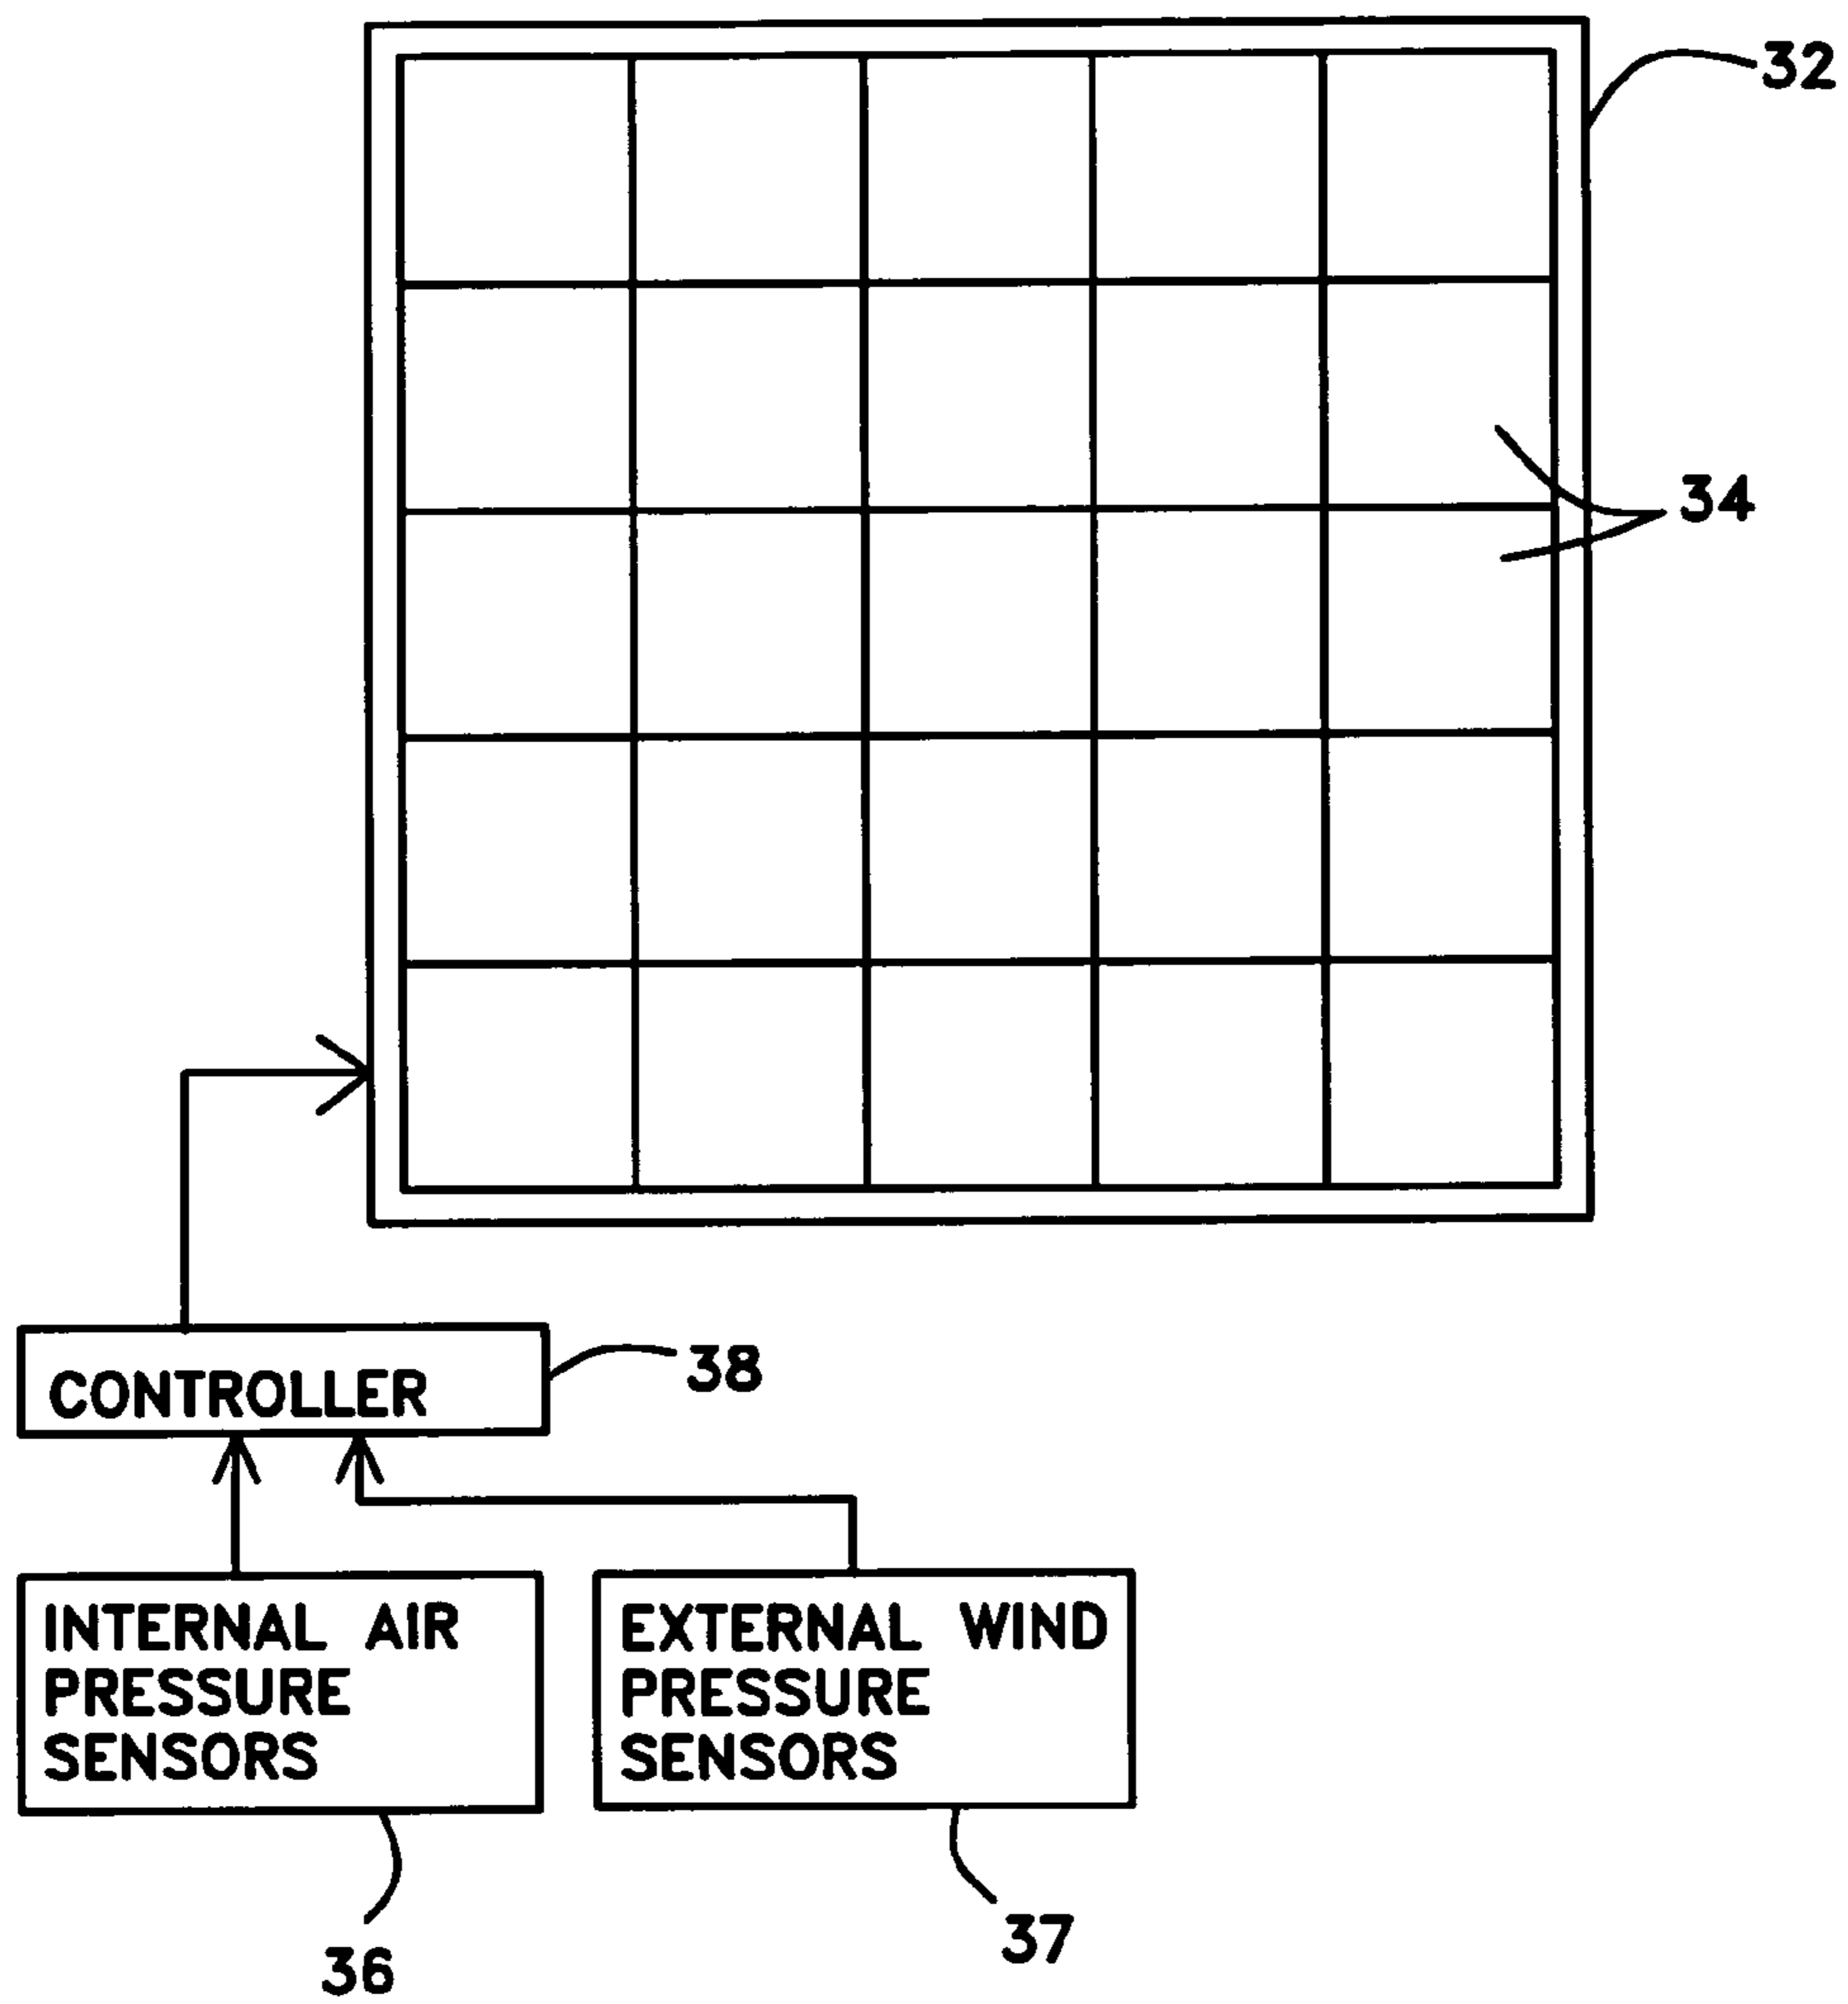 32
34
CONTROLLER
38
INTERNAL AIR
PRESSURE
SENSORS
EXTERNAL WIND
PRESSURE
SENSORS
36
37